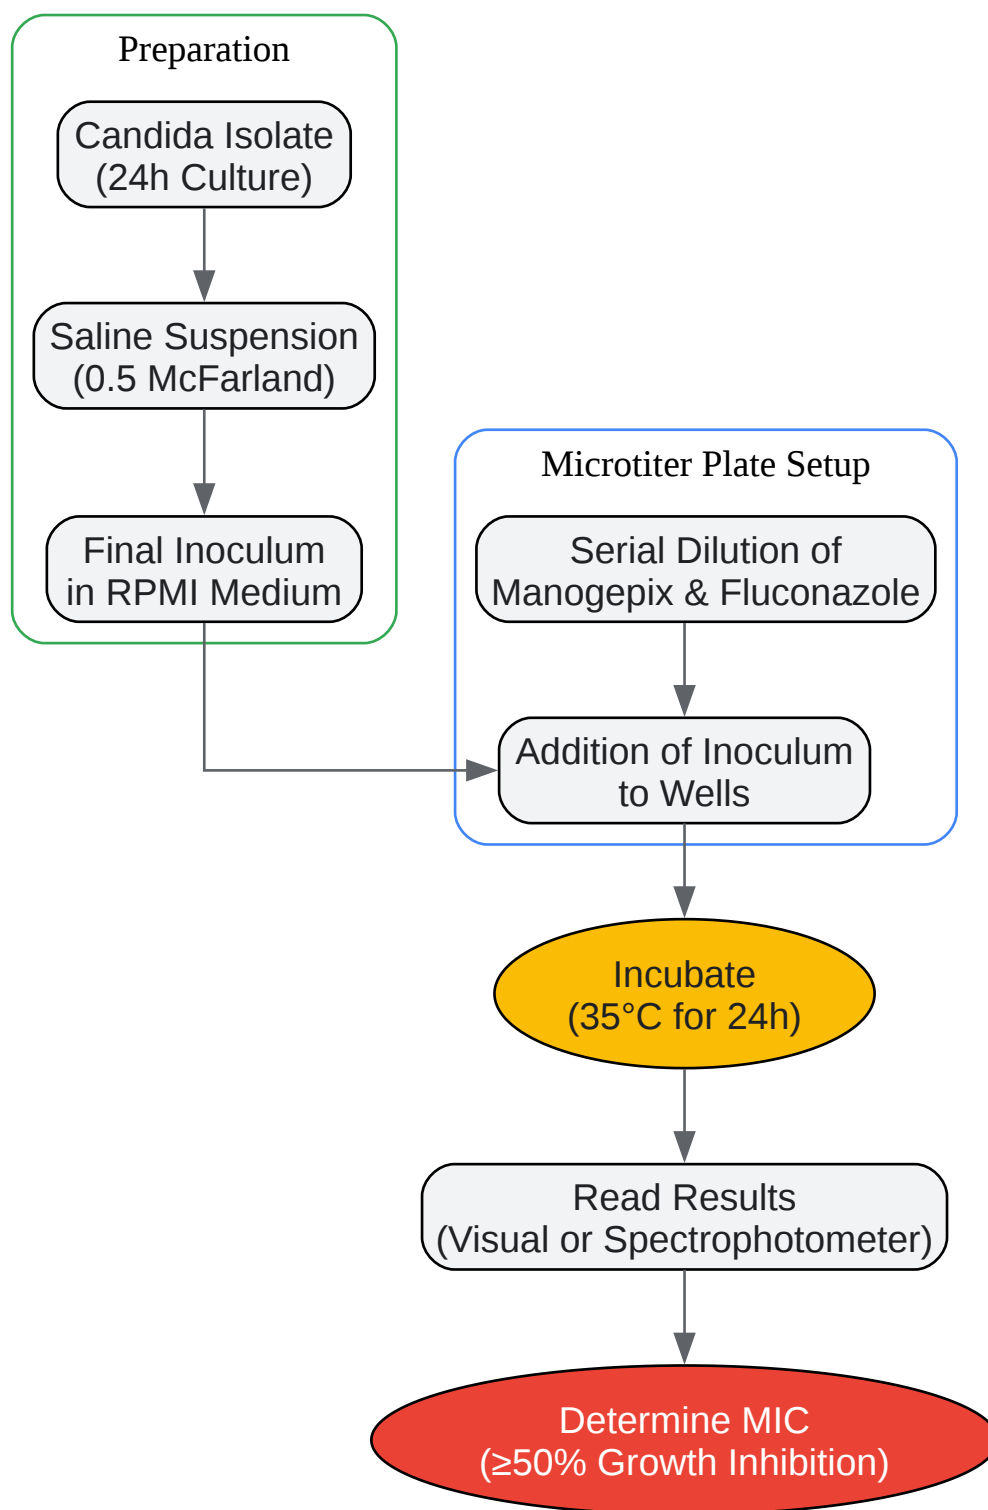 Preparation
Candida Isolate
(24h Culture)
Saline Suspension
(0.5 McFarland)
Final Inoculum
in RPMI Medium
Microtiter Plate Setup
Serial Dilution of
Manogepix & Fluconazole
Addition of Inoculum
to Wells
Incubate
(35°C for 24h)
Read Results
(Visual or Spectrophotometer)
Determine MIC
(≥50% Growth Inhibition)